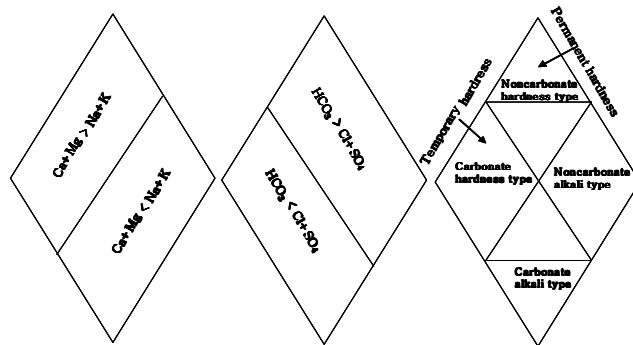 Ca+Mg > Na+K
Ca+Mg < Na+K
HCO₃ > Cl+SO₄
HCO₃ < Cl+SO₄
Temporary hardress
Permanent hardness
Noncarbonate
hardness type
Carbonate
hardness type
Noncarbonate
alkali type
Carbonate
alkali type